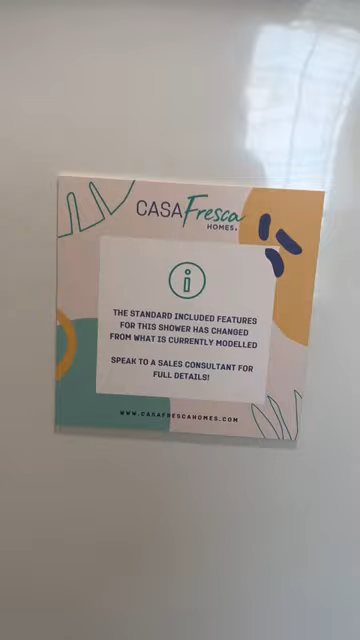 CASA Fresca
HOMES®
THE STANDARD INCLUDED FEATURES
FOR THIS SHOWER HAS CHANGED
FROM WHAT IS CURRENTLY MODELLED
SPEAK TO A SALES CONSULTANT FOR
FULL DETAILS!
WWW.CASAFRESCAHOMES.COM